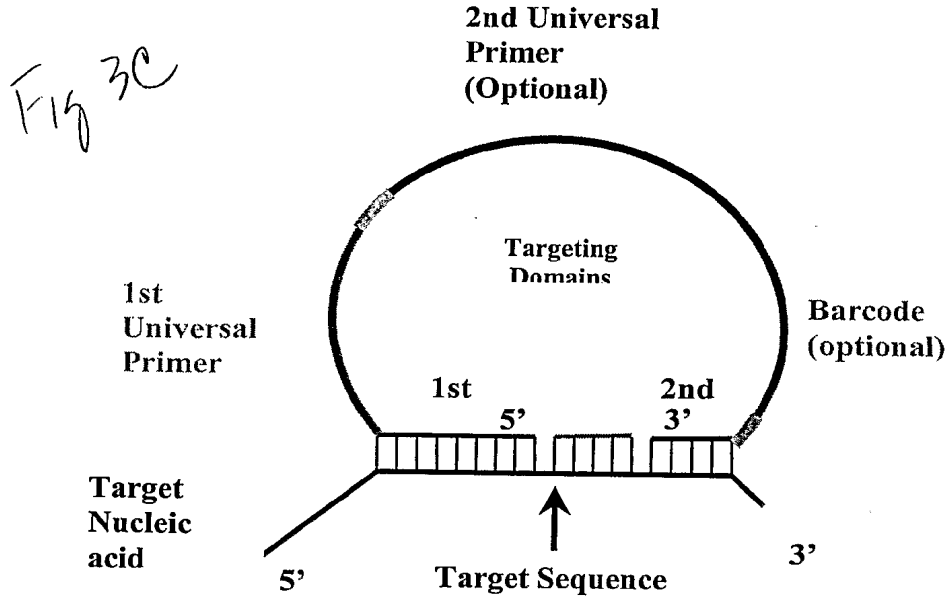 Fig 3C
2nd Universal
Primer
(Optional)
Targeting
Domains
1st
Universal
Primer
Barcode
(optional)
1st
2nd
5’
3’
Target
Nucleic
acid
5’
3’
Target Sequence